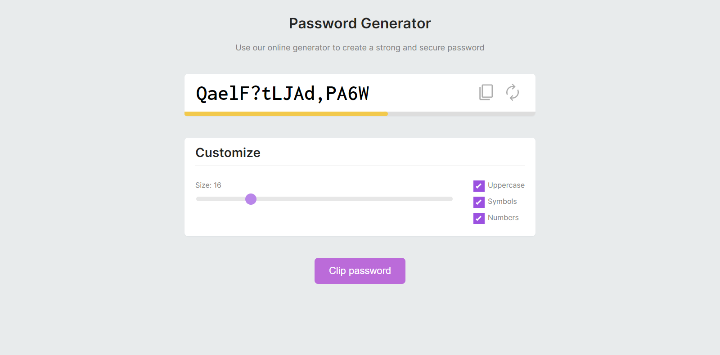 Password Generator
Use our online generator to create a strong and secure password
QaelF?tLJAd,PA6W
Customize
Size: 16
Uppercase
Symbols
Numbers
Clip password